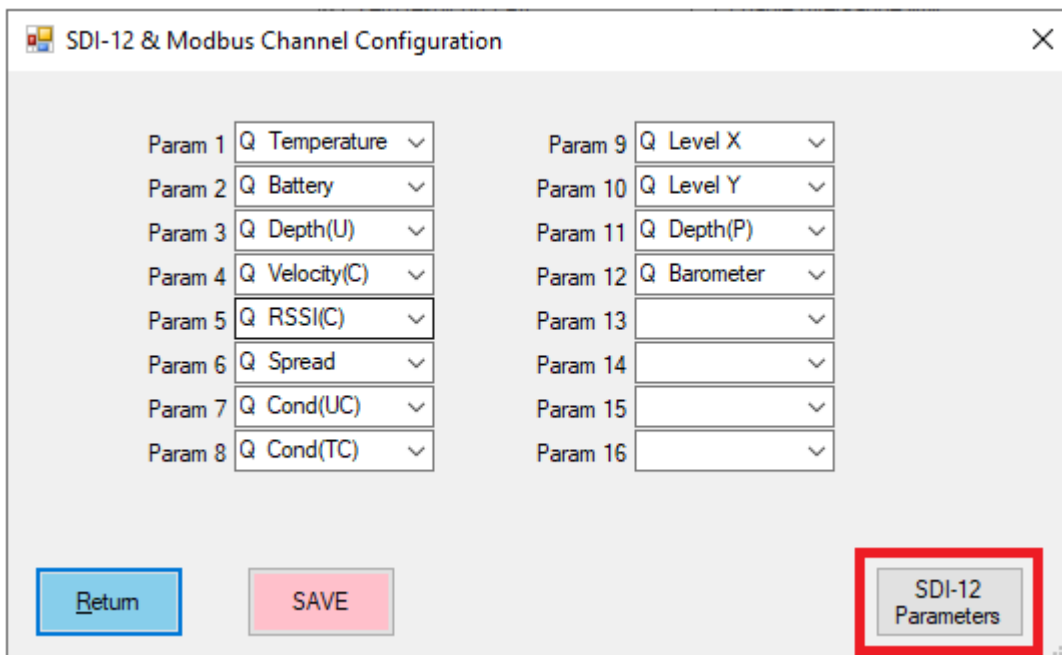 SDI-12 & Modbus Channel Configuration
Param 1 Q Temperature
Param 2 Q Battery
Param 3 Q Depth(U)
Param 4 Q Velocity(C)
Param 5 Q RSSI(C)
Param 6 Q Spread
Param 7 Q Cond(UC)
Param 8 Q Cond(TC)
Param 9 Q Level X
Param 10 Q Level Y
Param 11 Q Depth(P)
Param 12 Q Barometer
Param 13
Param 14
Param 15
Param 16
Return
SAVE
SDI-12
Parameters